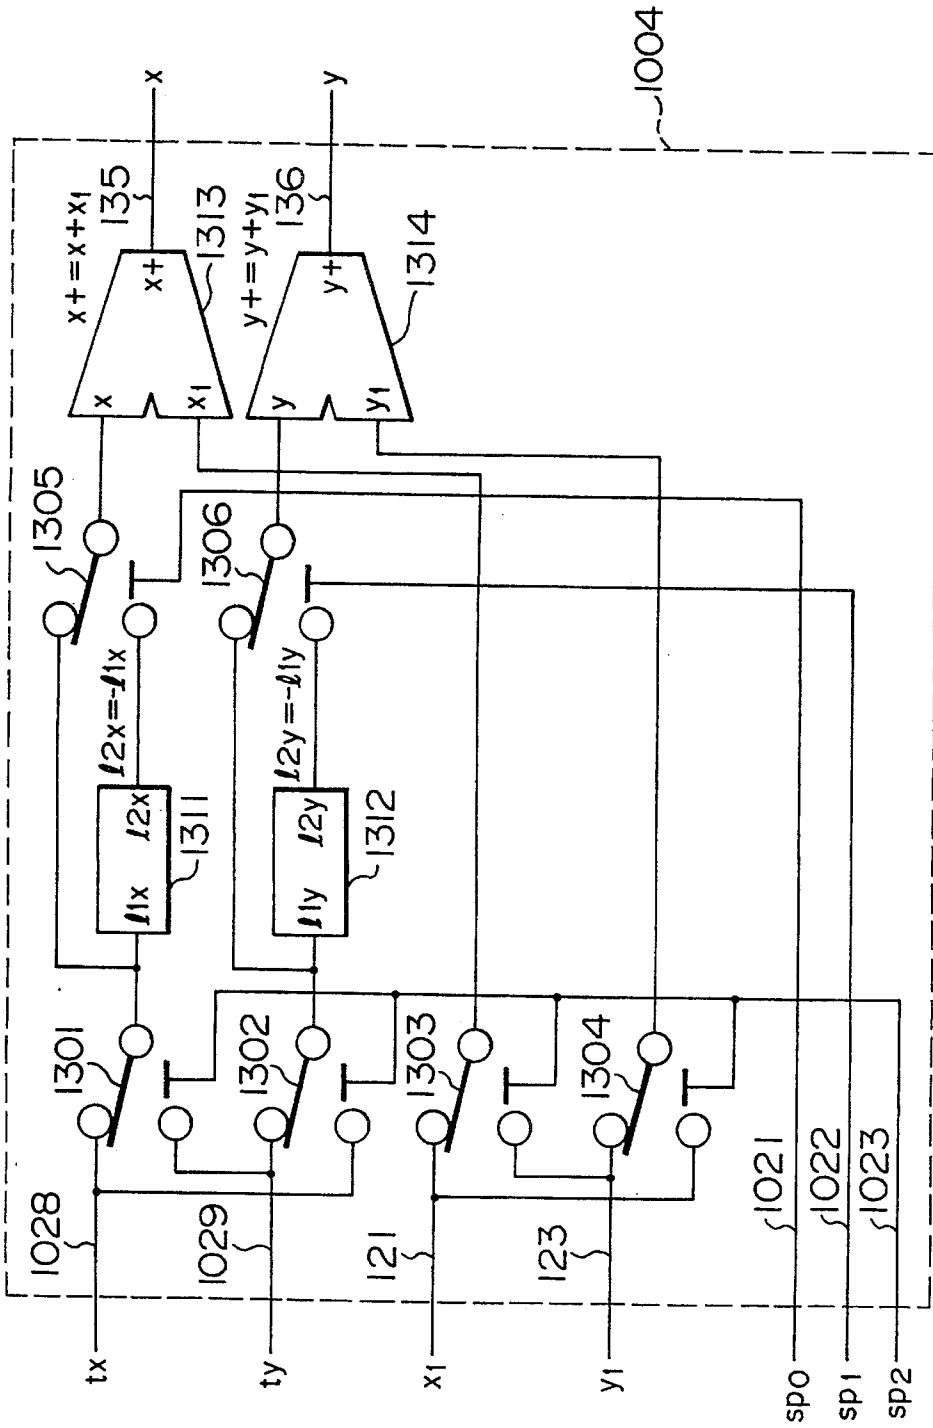 x+=x+x1
135
x
1313
x
x+
x1
y+=y+y1
136
y
1314
y
y+
y1
1004
1305
1306
ℓ2x=-ℓ1x
ℓ1x ℓ2x
1311
ℓ2y=-ℓ1y
ℓ1y ℓ2y
1312
1301
1302
1303
1304
1028
1029
121
123
1021
1022
1023
tx
ty
x1
y1
sp0
sp1
sp2